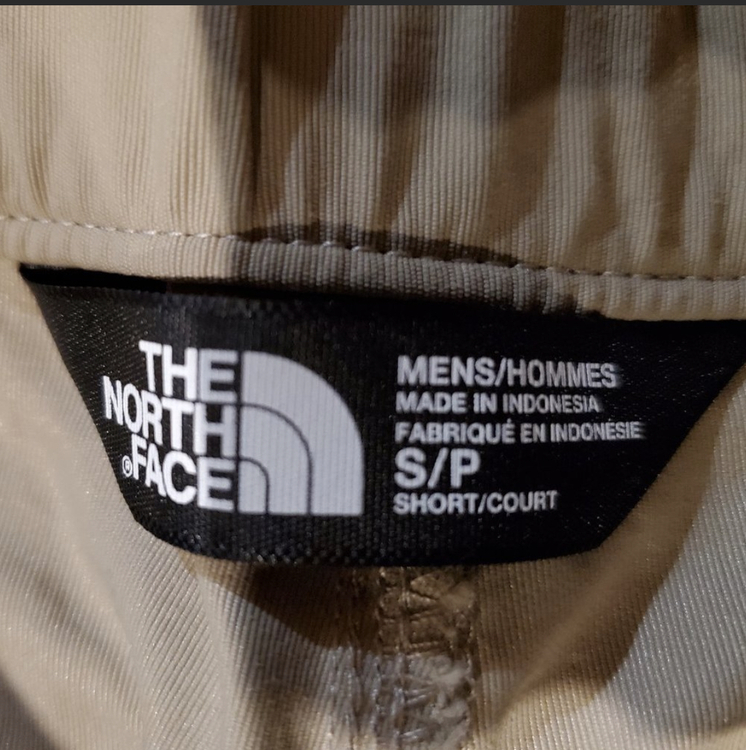 THE
NORTH
FACE®
MENS/HOMMES
MADE IN INDONESIA
FABRIQUÉ EN INDONÉSIE
S/P
SHORT/COURT